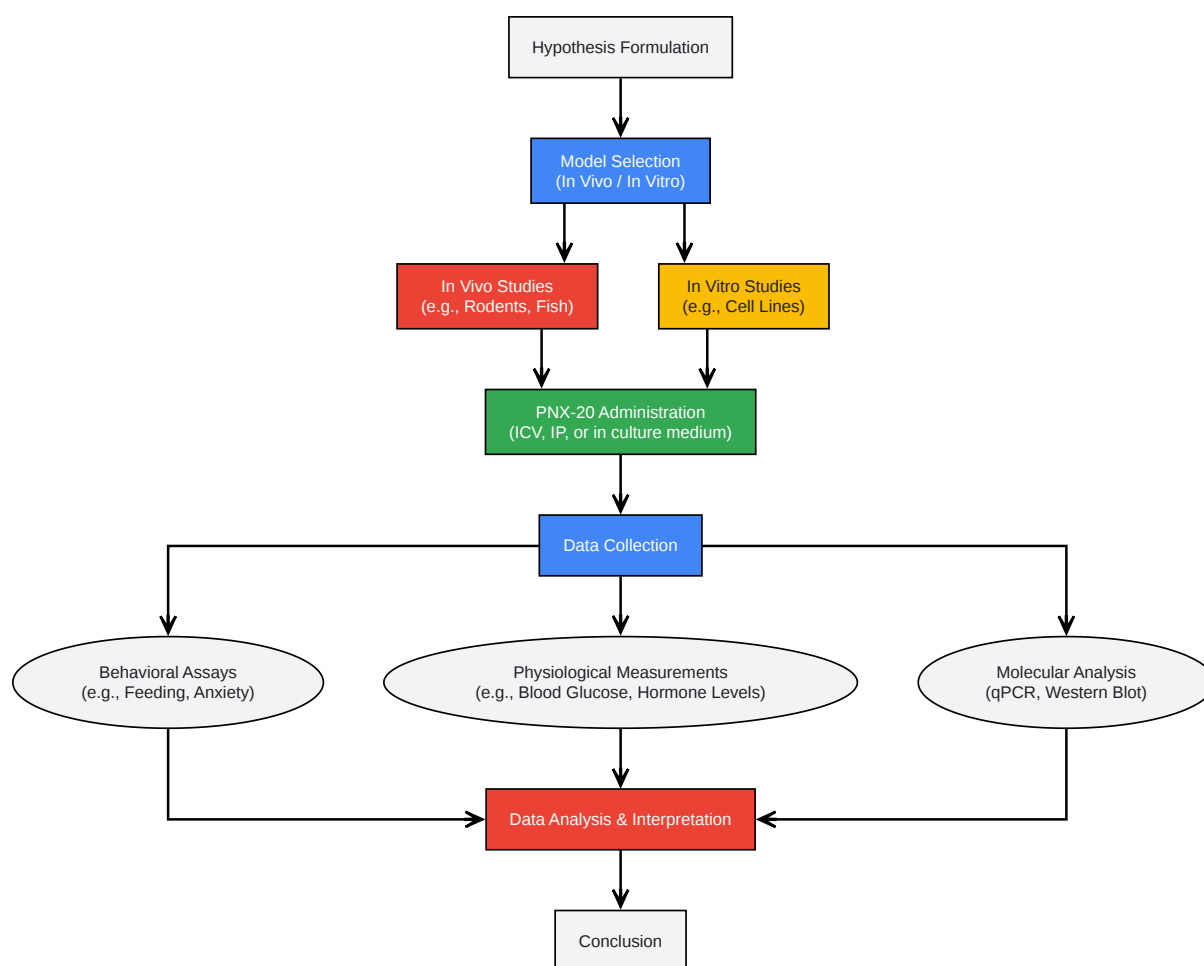 Hypothesis Formulation
Model Selection
(In Vivo / In Vitro)
In Vivo Studies
(e.g., Rodents, Fish)
In Vitro Studies
(e.g., Cell Lines)
PNX-20 Administration
(ICV, IP, or in culture medium)
Data Collection
Behavioral Assays
(e.g., Feeding, Anxiety)
Physiological Measurements
(e.g., Blood Glucose, Hormone Levels)
Molecular Analysis
(qPCR, Western Blot)
Data Analysis & Interpretation
Conclusion